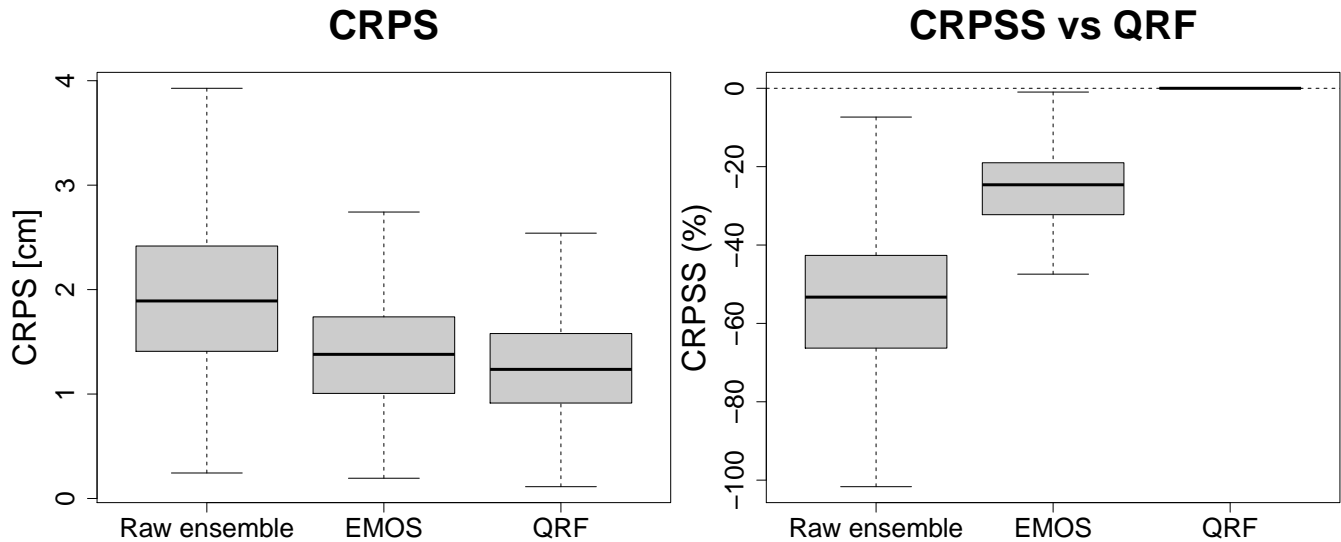 CRPS
CRPS [cm]
4
3
2
1
0
Raw ensemble
EMOS
QRF
CRPSS vs QRF
CRPSS (%)
0
−20
−40
−60
−80
−100
Raw ensemble
EMOS
QRF